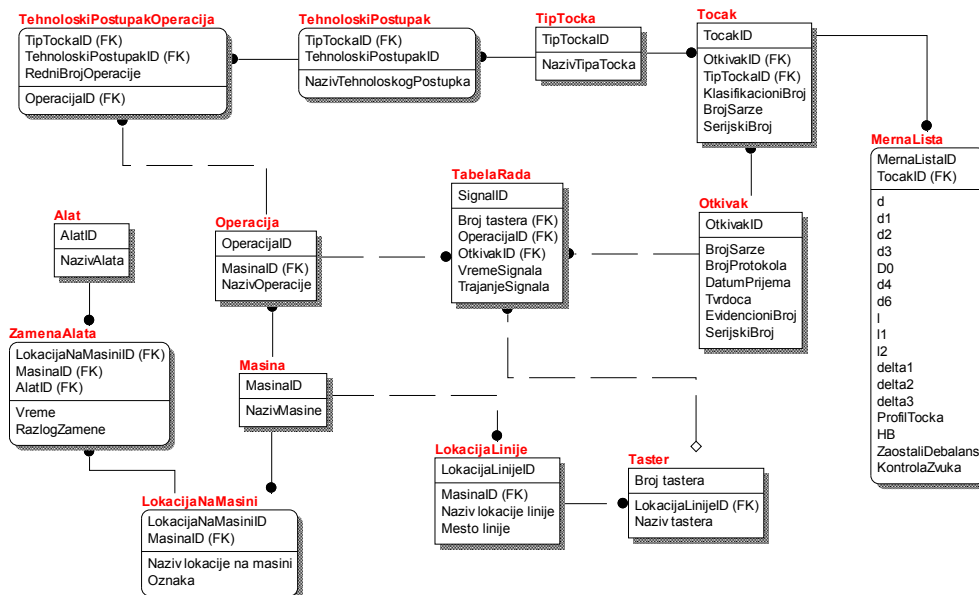 TehnoloskiPostupakOperacija
TipTockaID (FK)
TehnoloskiPostupakID (FK)
RedniBrojOperacije
OperacijaID (FK)
TehnoloskiPostupak
TipTockaID (FK)
TehnoloskiPostupakID
NazivTehnoloskogPostupka
TipTocka
TipTockaID
NazivTipaTocka
Tocak
TocakID
OtkivakID (FK)
TipTockaID (FK)
KlasifikacioniBroj
BrojSarze
SerijskiBroj
MernaLista
MernaListaID
TocakID (FK)
d
d1
d2
d3
D0
d4
d6
l
l1
l2
delta1
delta2
delta3
ProfilTocka
HB
ZaostaliDebalans
KontrolaZvuka
Alat
AlatID
NazivAlata
Operacija
OperacijaID
MasinaID (FK)
NazivOperacije
TabelaRada
SignalID
Broj tastera (FK)
OperacijaID (FK)
OtkivakID (FK)
VremeSignala
TrajanjeSignala
Otkivak
OtkivakID
BrojSarze
BrojProtokola
DatumPrijema
Tvrdoca
EvidencioniBroj
SerijskiBroj
ZamenaAlata
LokacijaNaMasiniID (FK)
MasinaID (FK)
AlatID (FK)
Vreme
RazlogZamene
Masina
MasinaID
NazivMasine
LokacijaNaMasini
LokacijaNaMasiniID
MasinaID (FK)
Naziv lokacije na masini
Oznaka
LokacijaLinije
LokacijaLinijeID
MasinaID (FK)
Naziv lokacije linije
Mesto linije
Taster
Broj tastera
LokacijaLinijeID (FK)
Naziv tastera